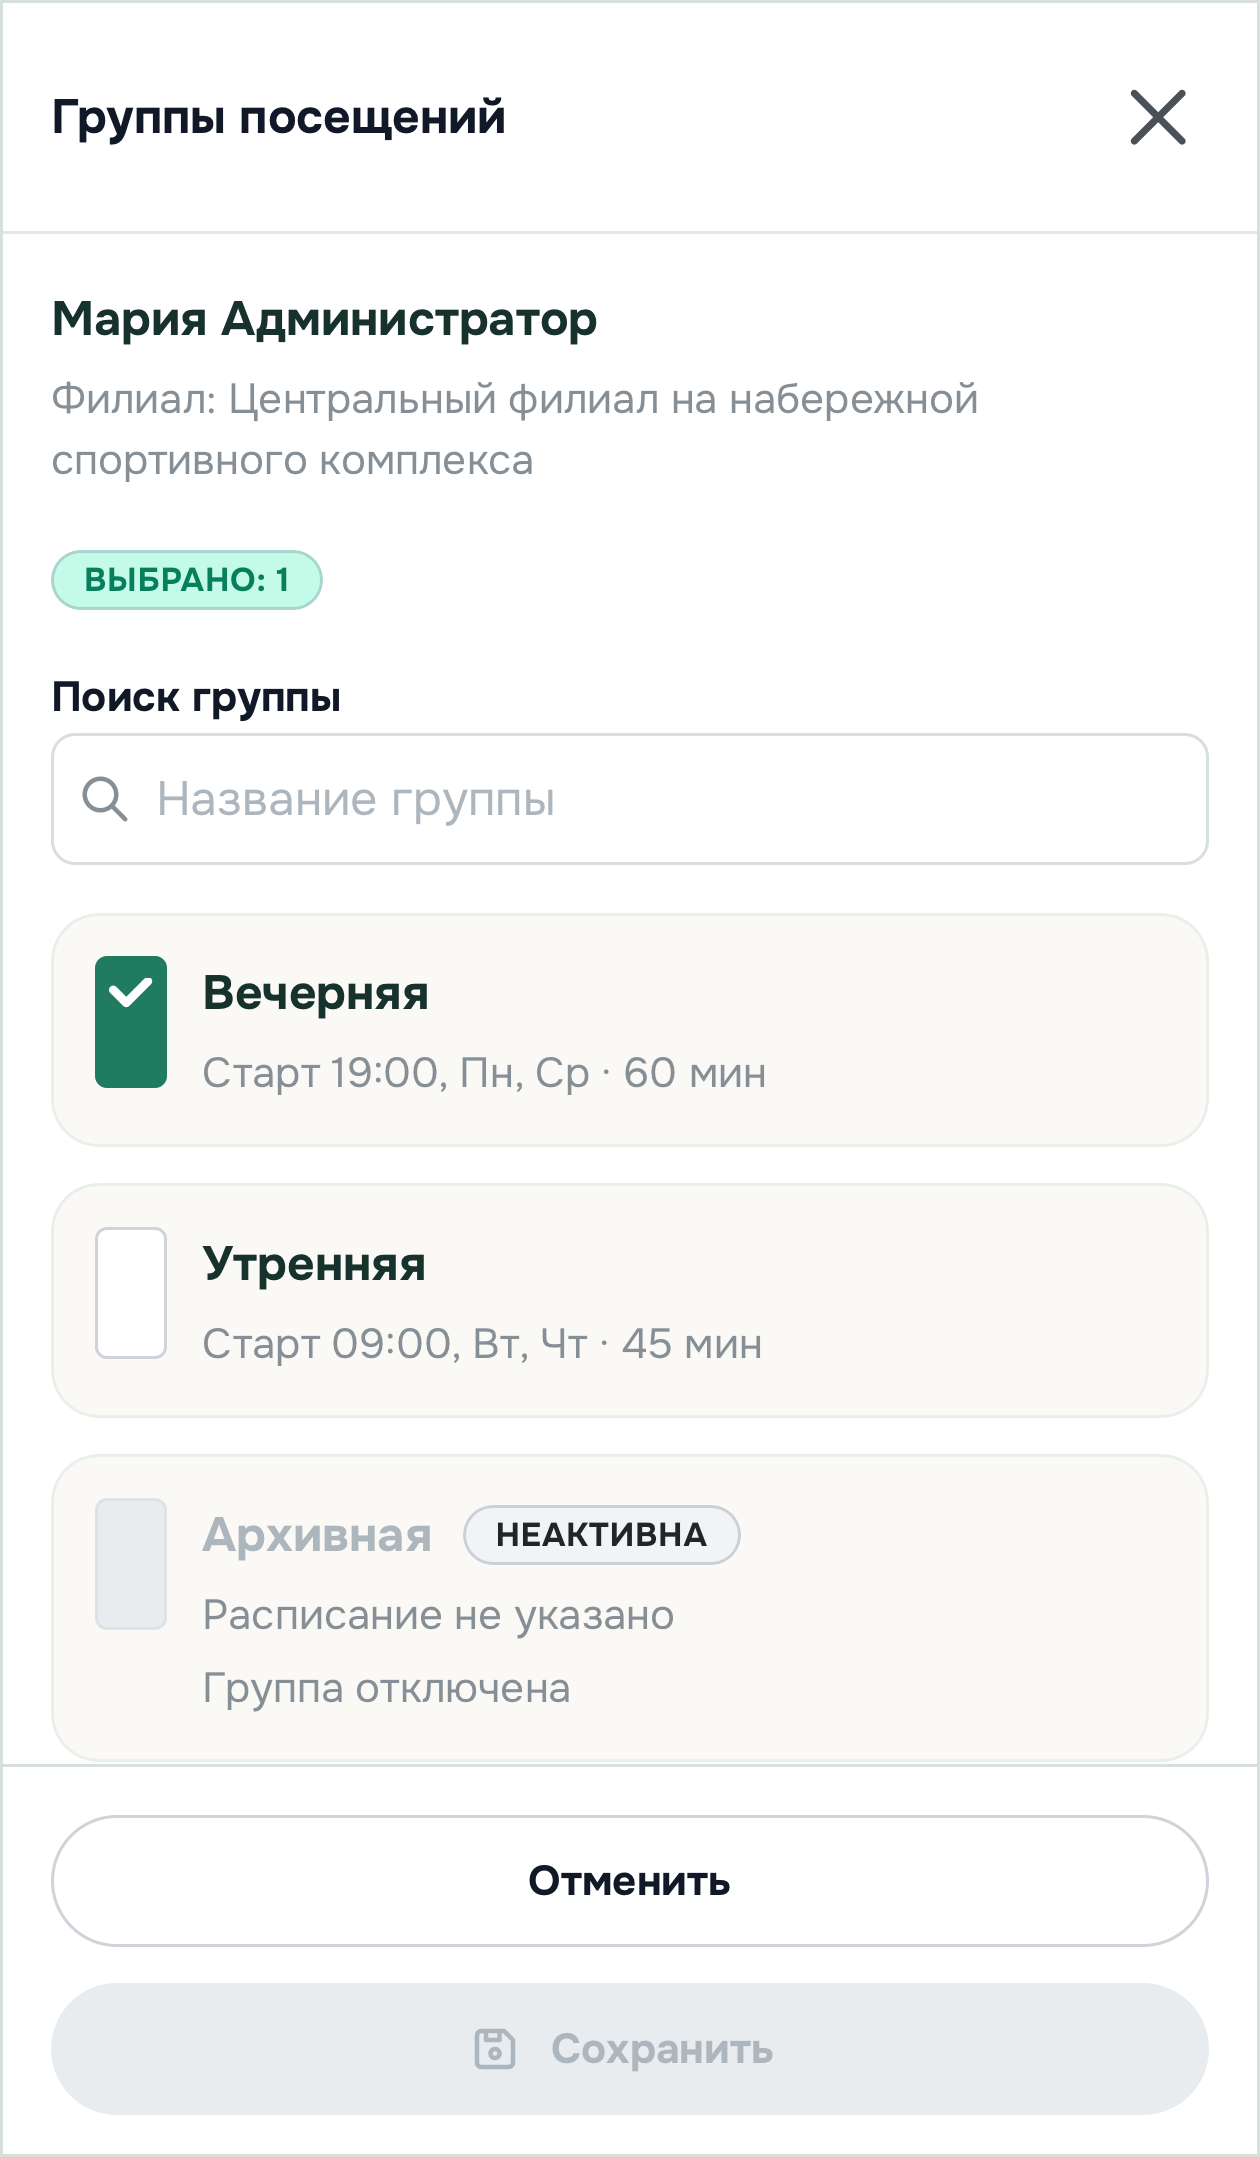 Группы посещений
Мария Администратор
Филиал: Центральный филиал на набережной
спортивного комплекса
ВЫБРАНО: 1
Поиск группы
Название группы
Вечерняя
Старт 19:00, Пн, Ср · 60 мин
Утренняя
Старт 09:00, Вт, Чт · 45 мин
Архивная НЕАКТИВНА
Расписание не указано
Группа отключена
Отменить
Сохранить